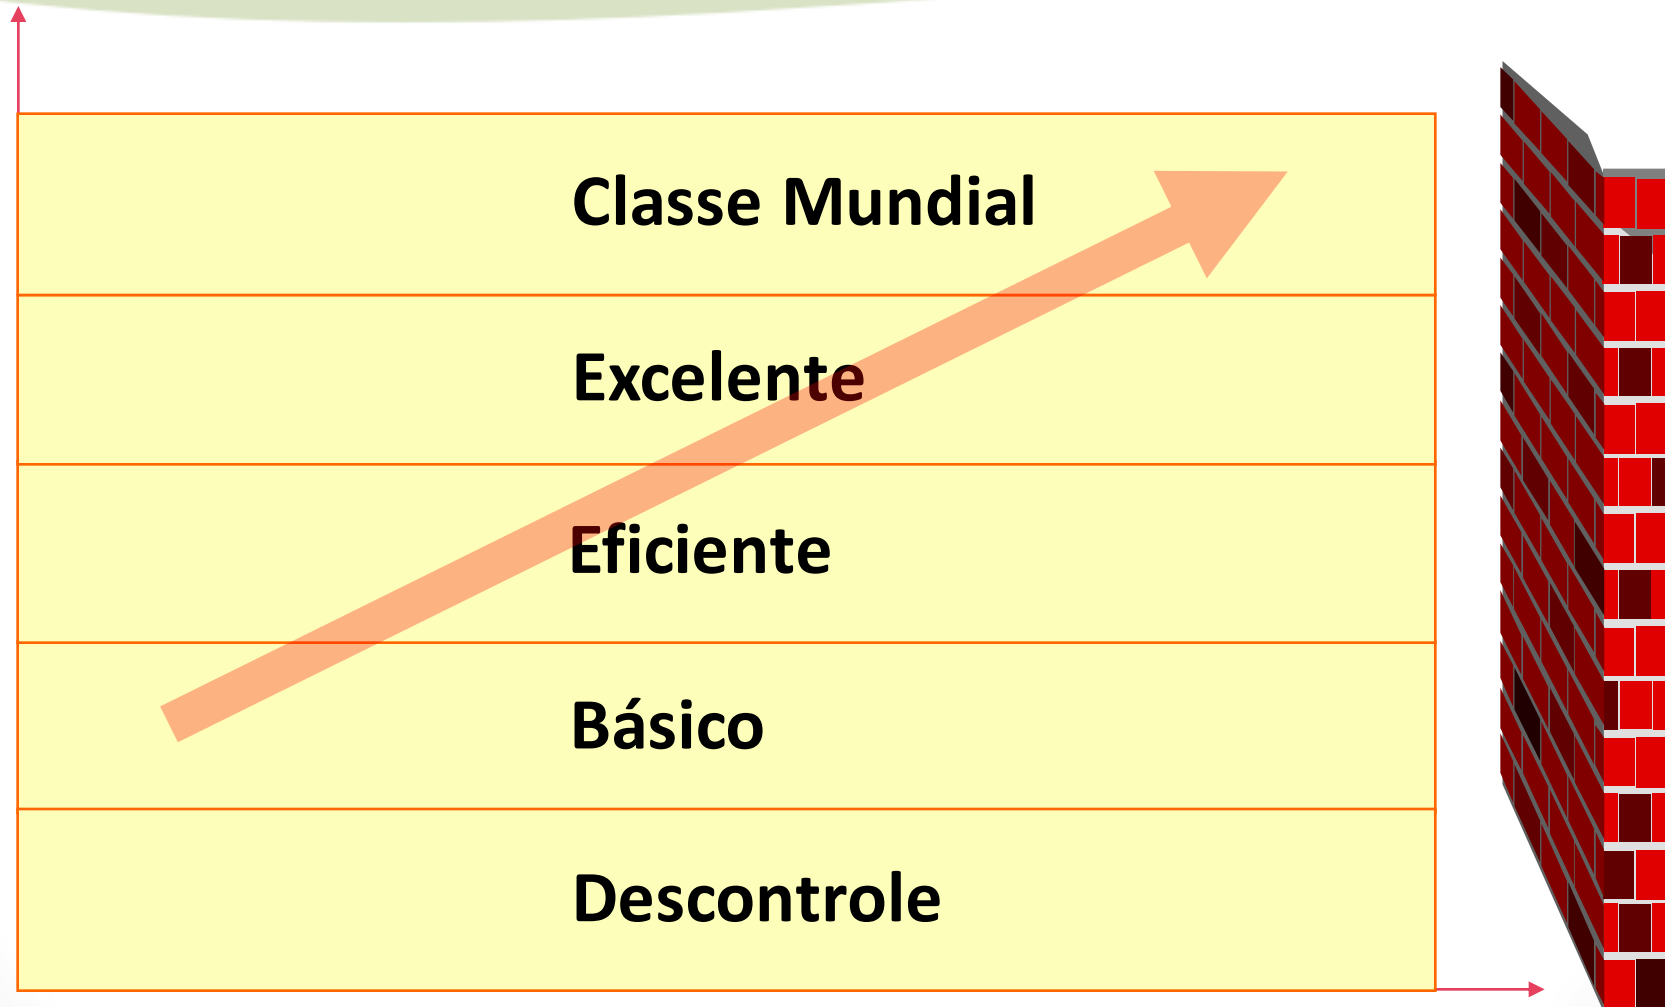 Classe Mundial
Excelente
Eficiente
Básico
Descontrole